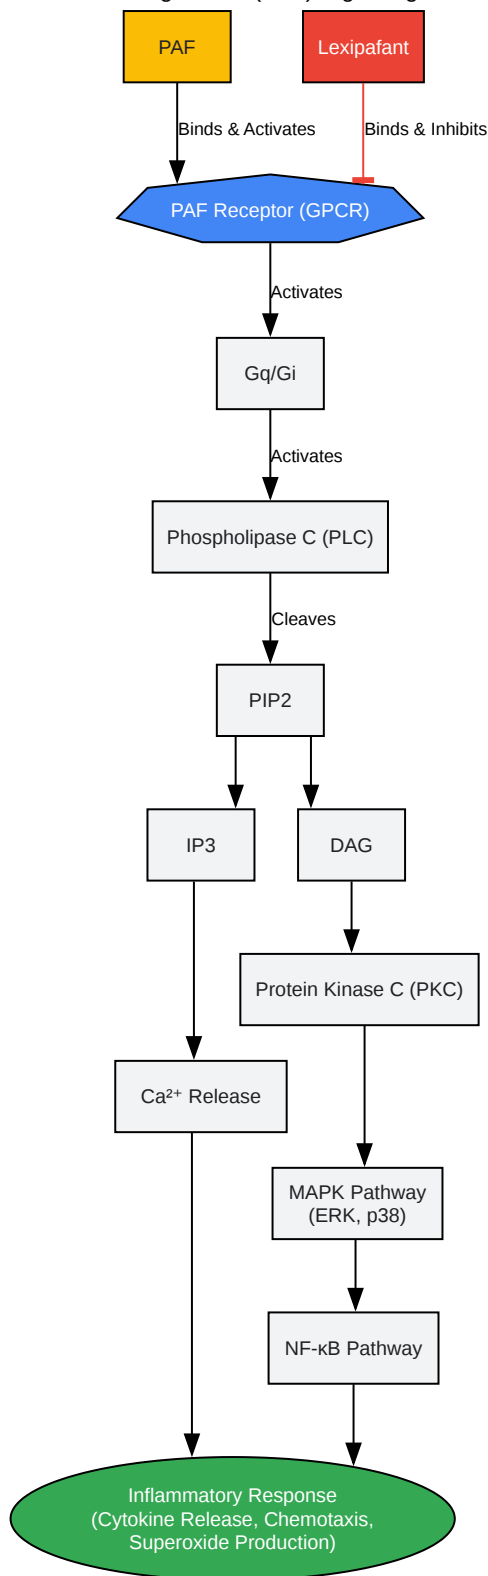 PAF
Lexipafant
Binds & Activates
Binds & Inhibits
PAF Receptor (GPCR)
Activates
Gq/Gi
Activates
Phospholipase C (PLC)
Cleaves
PIP2
IP3
DAG
Protein Kinase C (PKC)
Ca²⁺ Release
MAPK Pathway
(ERK, p38)
NF-κB Pathway
Inflammatory Response
(Cytokine Release, Chemotaxis,
Superoxide Production)